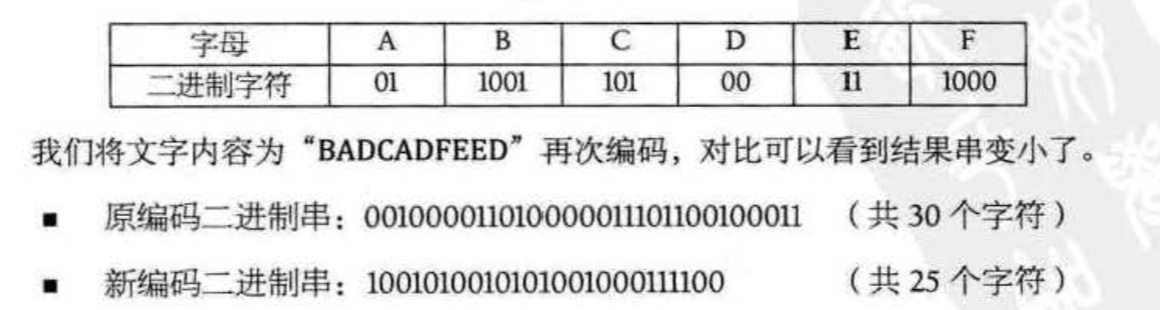 字母 A B C D E F
二进制字符 01 1001 101 00 11 1000
我们将文字内容为“BADCADFEED”再次编码，对比可以看到结果串变小了。
■ 原编码二进制串：001000011010000011101100100011 （共 30 个字符）
■ 新编码二进制串：1001010010101001000111100 （共 25 个字符）